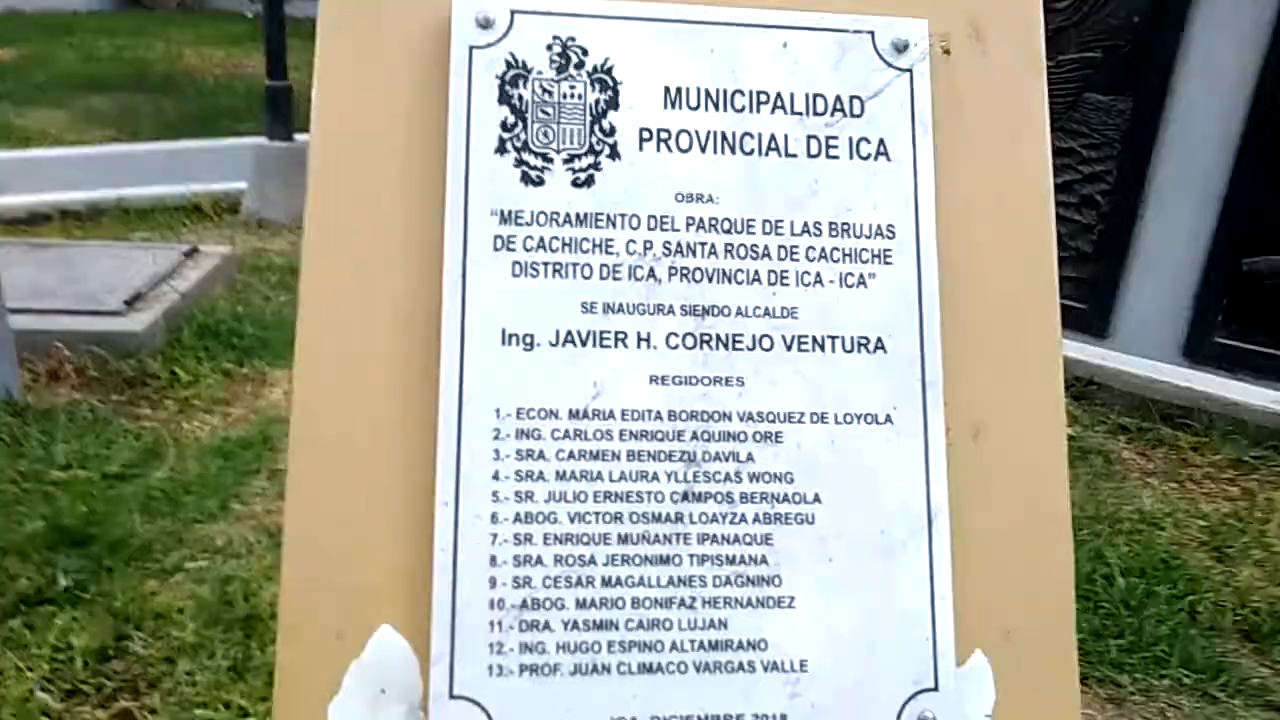 MUNICIPALIDAD
PROVINCIAL DE ICA
OBRA:
“MEJORAMIENTO DEL PARQUE DE LAS BRUJAS
DE CACHICHE, C.P. SANTA ROSA DE CACHICHE
DISTRITO DE ICA, PROVINCIA DE ICA - ICA”
SE INAUGURA SIENDO ALCALDE
Ing. JAVIER H. CORNEJO VENTURA
REGIDORES
1.- ECON. MARIA EDITA BORDON VASQUEZ DE LOYOLA
2.- ING. CARLOS ENRIQUE AQUINO ORE
3.- SRA. CARMEN BENDEZU DAVILA
4.- SRA. MARIA LAURA YLLESCAS WONG
5.- SR. JULIO ERNESTO CAMPOS BERNAOLA
6.- ABOG. VICTOR OSMAR LOAYZA ABREGU
7.- SR. ENRIQUE MUÑANTE IPANAQUE
8.- SRA. ROSA JERONIMO TIPISMANA
9.- SR. CESAR MAGALLANES DAGNINO
10.- ABOG. MARIO BONIFAZ HERNANDEZ
11.- DRA. YASMIN CAIRO LUJAN
12.- ING. HUGO ESPINO ALTAMIRANO
13.- PROF. JUAN CLIMACO VARGAS VALLE
ICA, DICIEMBRE 2018